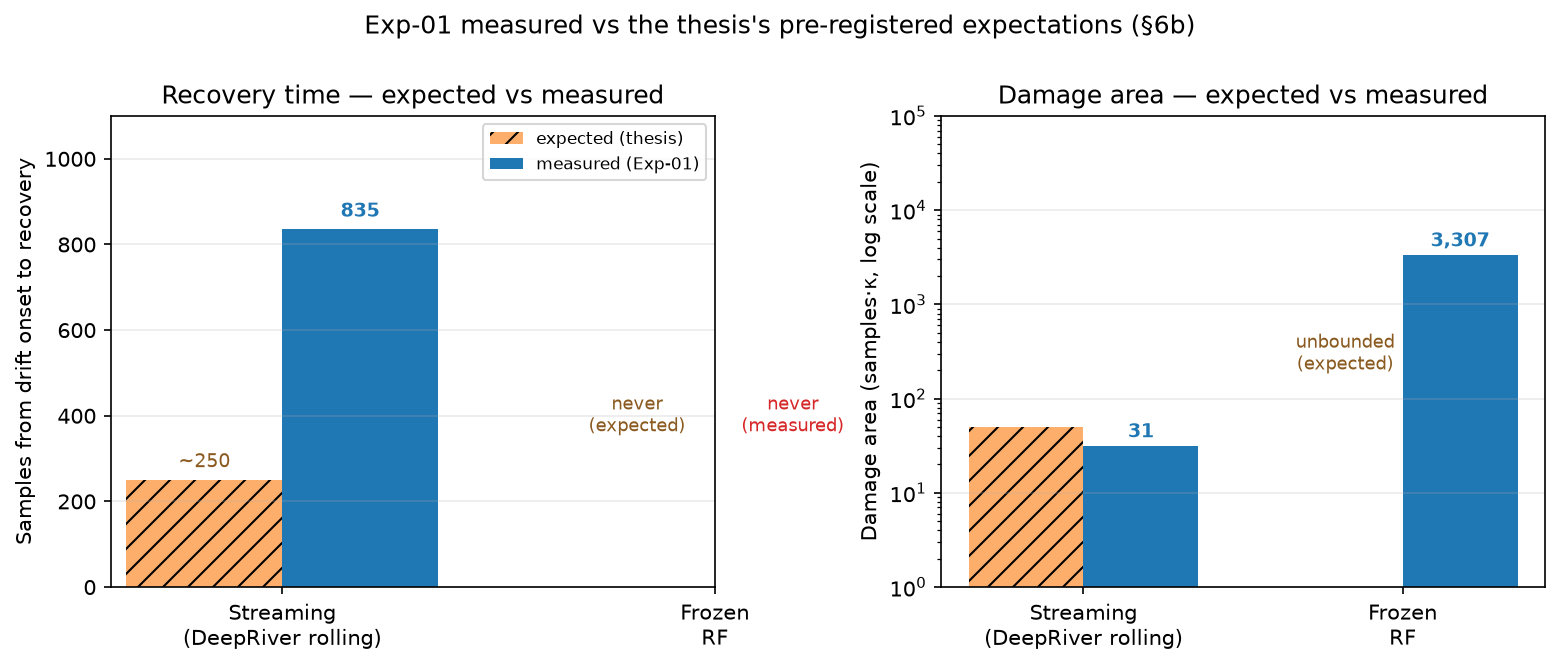 Exp-01 measured vs the thesis's pre-registered expectations (§6b)
Recovery time — expected vs measured
Samples from drift onset to recovery
1000
800
600
400
200
0
expected (thesis)
measured (Exp-01)
835
~250
never
(expected)
never
(measured)
Streaming
(DeepRiver rolling)
Frozen
RF
Damage area — expected vs measured
Damage area (samples·κ, log scale)
10⁵
10⁴
10³
10²
10¹
10⁰
3,307
unbounded
(expected)
31
Streaming
(DeepRiver rolling)
Frozen
RF